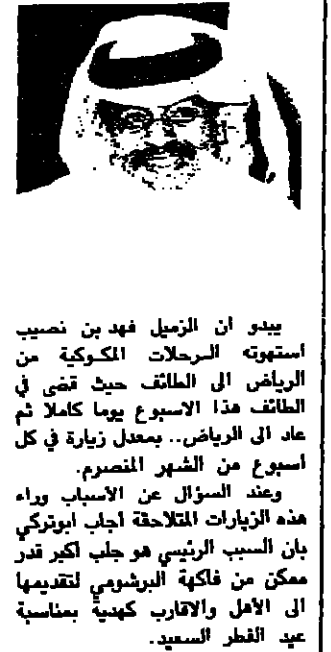 يبدو ان الزميل فهد بن نصيب
استهوته الرحلات المكوكية من
الرياض الى الطائف حيث قضى في
الطائف هذا الاسبوع يوما كاملا ثم
عاد الى الرياض.. بمعدل زيارة في كل
اسبوع من الشهر المنصرم.
وعند السؤال عن الاسباب وراء
هذه الزيارات المتلاحقة اجاب ابوتركي
بان السبب الرئيسي هو جلب اكبر قدر
ممكن من فاكهة البرشومي لتقديمها
الى الأهل والاقارب كهدية بمناسبة
عيد الفطر السعيد.